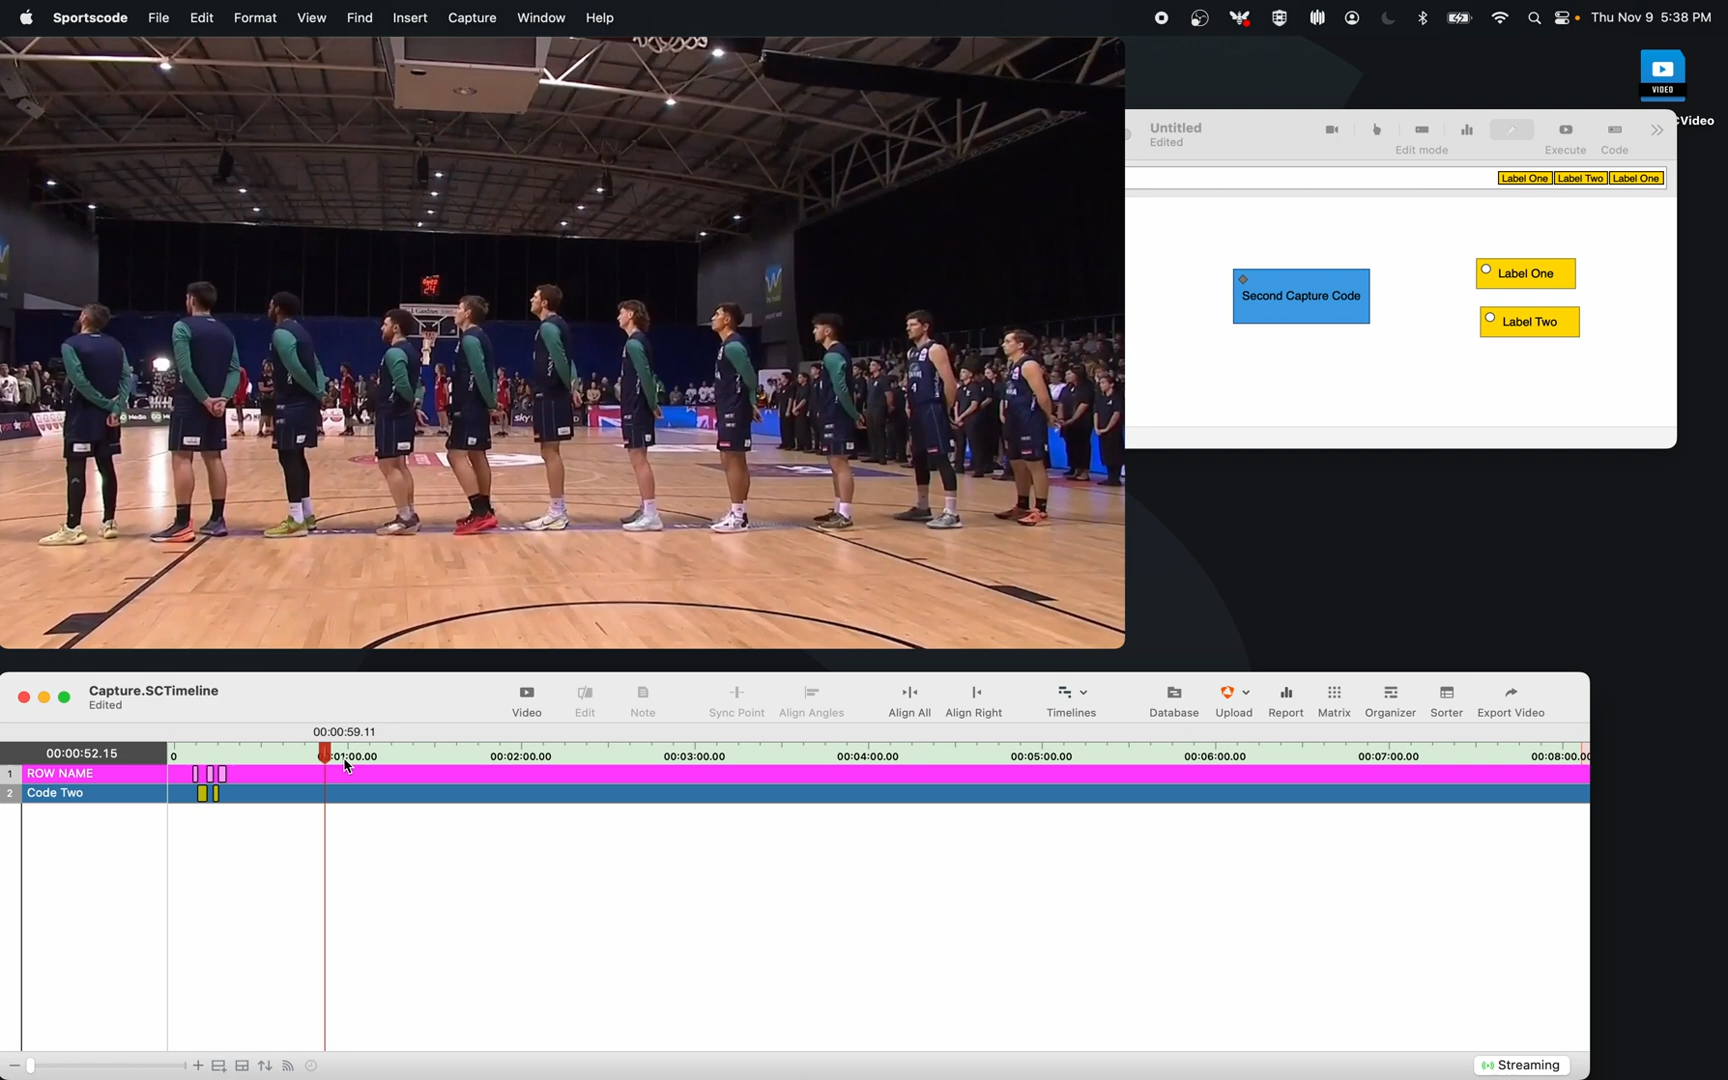 Sportscode File Edit Format View Find Insert Capture Window Help Thu Nov 9 5:38 PM
VIDEO
Video
Untitled
Edited
Edit mode Execute Code
Label One Label Two Label One
Second Capture Code
Label One
Label Two
24
sky
Capture.SCTimeline
Edited
Video Edit Note Sync Point Align Angles Align All Align Right Timelines Database Upload Report Matrix Organizer Sorter Export Video
00:00:59.11
00:00:52.15
0 01:00.00 00:02:00.00 00:03:00.00 00:04:00.00 00:05:00.00 00:06:00.00 00:07:00.00 00:08:00.0
1 ROW NAME
2 Code Two
Streaming